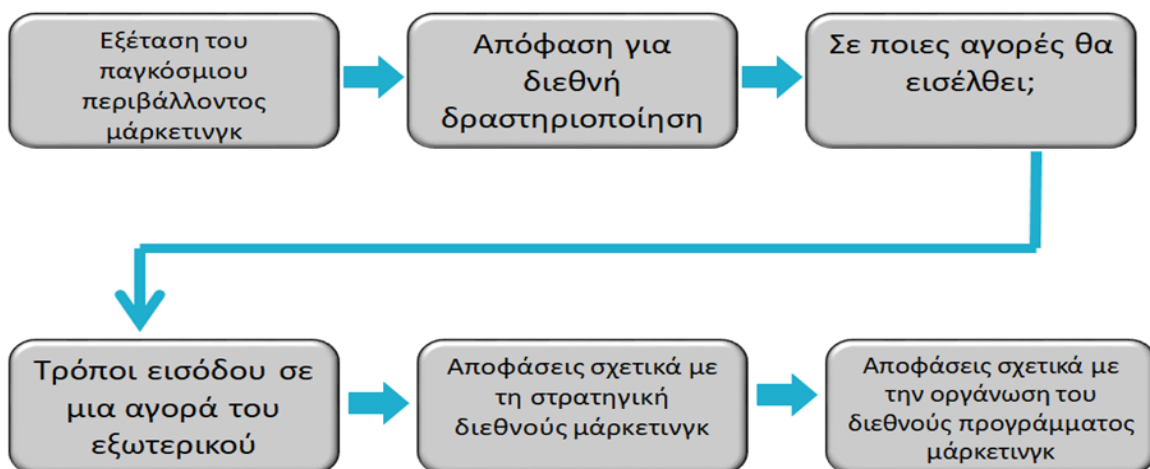 Εξέταση του
παγκόσμιου
περιβάλλοντος
μάρκετινγκ
Απόφαση για
διεθνή
δραστηριοποίηση
Σε ποιες αγορές θα
εισέλθει;
Τρόποι εισόδου σε
μια αγορά του
εξωτερικού
Αποφάσεις σχετικά με
τη στρατηγική
διεθνούς μάρκετινγκ
Αποφάσεις σχετικά με
την οργάνωση του
διεθνούς προγράμματος
μάρκετινγκ